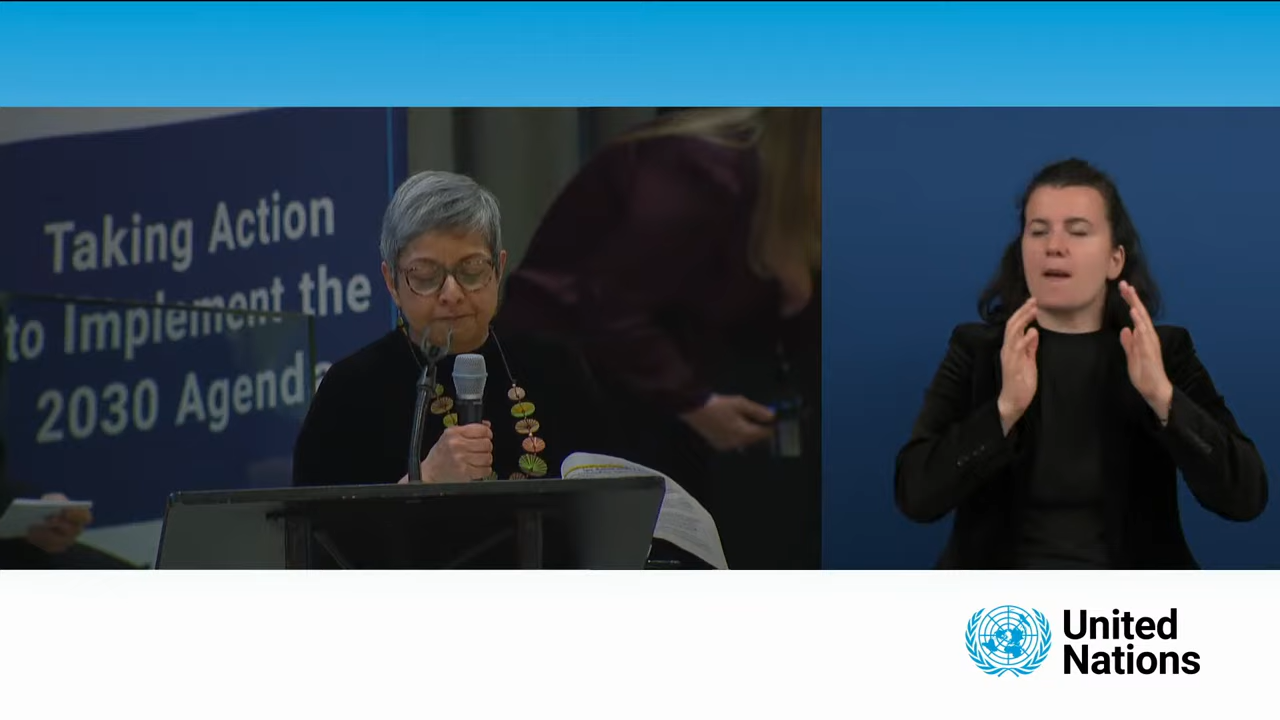 Taking Action
to Implement the
2030 Agenda
United
Nations